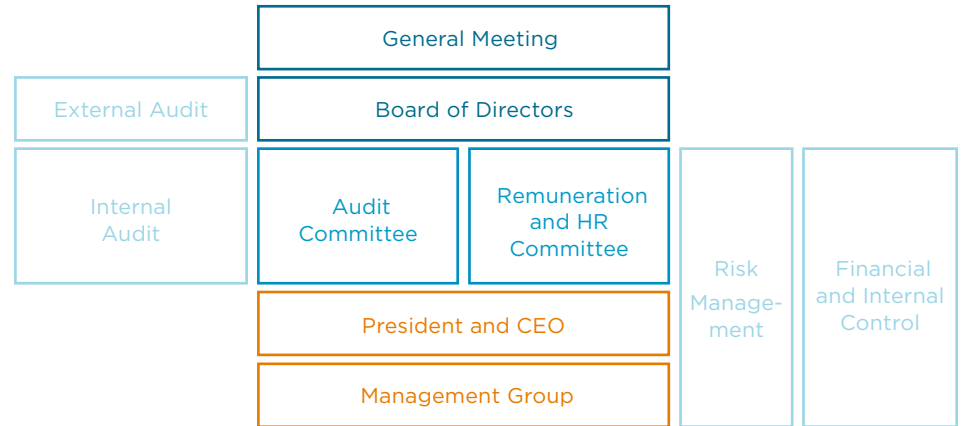 General Meeting
External Audit
Board of Directors
Internal
Audit
Audit
Committee
Remuneration
and HR
Committee
Risk
Manage-
ment
Financial
and Internal
Control
President and CEO
Management Group